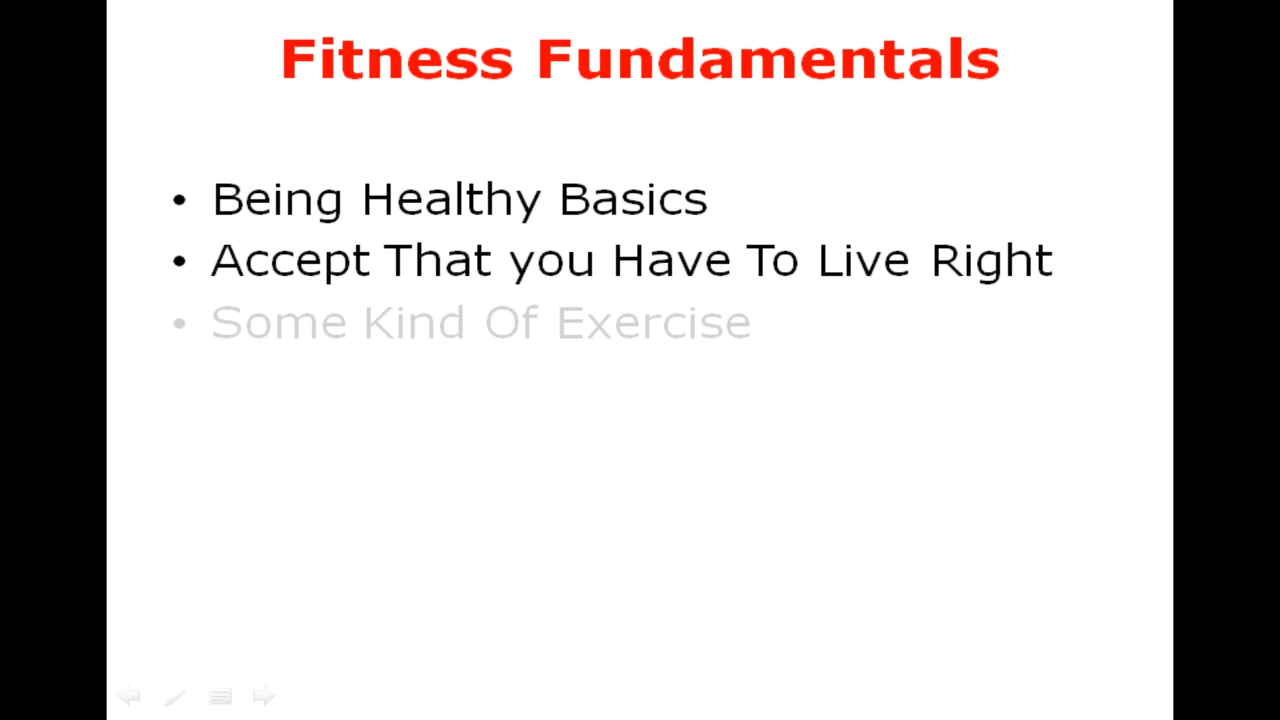 Fitness Fundamentals
• Being Healthy Basics
• Accept That you Have To Live Right
• Some Kind Of Exercise